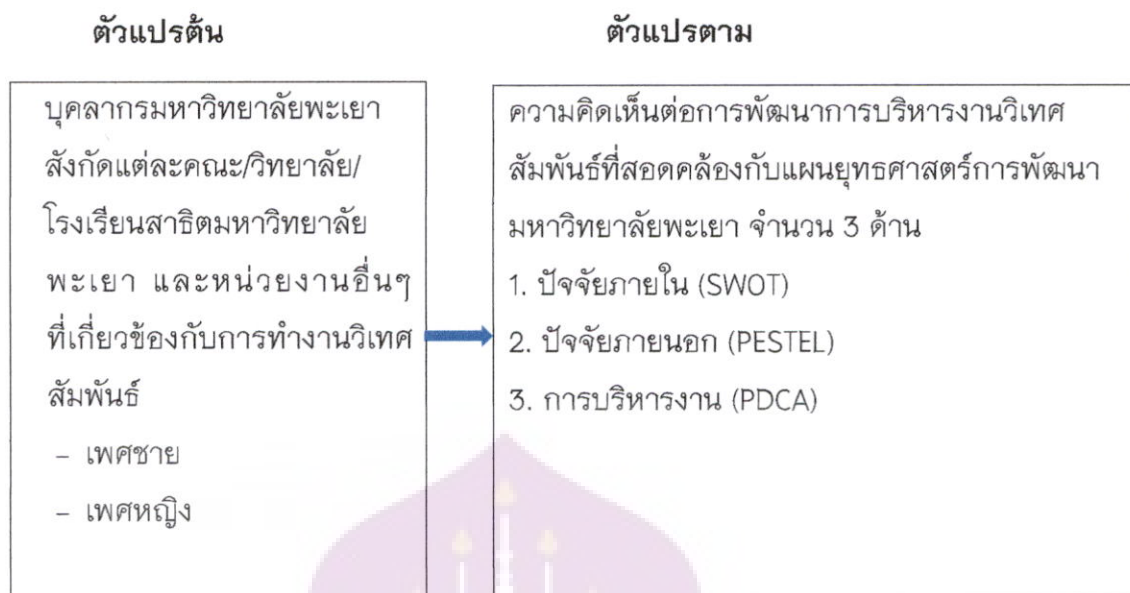 ตัวแปรต้น
ตัวแปรตาม
บุคลากรมหาวิทยาลัยพะเยา
สังกัดแต่ละคณะ/วิทยาลัย/
โรงเรียนสาธิตมหาวิทยาลัย
พะเยา และหน่วยงานอื่นๆ
ที่เกี่ยวข้องกับการทำงานวิเทศ
สัมพันธ์
– เพศชาย
– เพศหญิง
ความคิดเห็นต่อการพัฒนาการบริหารงานวิเทศ
สัมพันธ์ที่สอดคล้องกับแผนยุทธศาสตร์การพัฒนา
มหาวิทยาลัยพะเยา จำนวน 3 ด้าน
1. ปัจจัยภายใน (SWOT)
2. ปัจจัยภายนอก (PESTEL)
3. การบริหารงาน (PDCA)